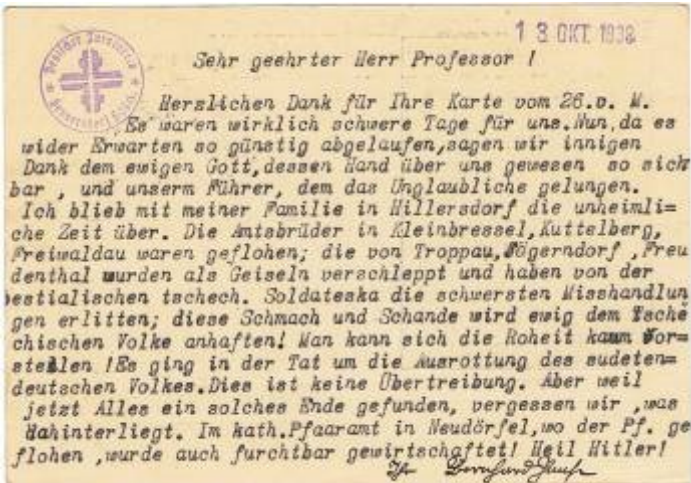 13 OKT. 1938
Deutscher Turnverein
Sehr geehrter Herr Professor !
Herzlichen Dank für Ihre Karte vom 26.v. M.
Es waren wirklich schwere Tage für uns.Nun,da es
wider Erwarten so günstig abgelaufen,sagen wir innigen
Dank dem ewigen Gott,dessen Hand über uns gewesen so sicht
bar , und unserm Führer, dem das Unglaubliche gelungen.
Ich blieb mit meiner Familie in Hillersdorf die unheimli=
che Zeit über. Die Amtsbrüder in Kleinbressel,Kuttelberg,
Freiwaldau waren geflohen; die von Troppau,Jögerndorf ,Freu
denthal wurden als Geiseln verschleppt und haben von der
bestialischen tschech. Soldateska die schwersten Misshandlun
gen erlitten; diese Schmach und Schande wird ewig dem Tsche
chischen Volke anhaften! Man kann sich die Roheit kaum Vor=
stellen !Es ging in der Tat um die Ausrottung des sudeten=
deutschen Volkes.Dies ist keine Übertreibung. Aber weil
jetzt Alles ein solches Ende gefunden, vergessen wir ,was
dahinterliegt. Im kath.Pfaaramt in Neudörfel,wo der Pf. ge
flohen ,wurde auch furchtbar gewirtschaftet! Heil Hitler!
Ihr Bernhard